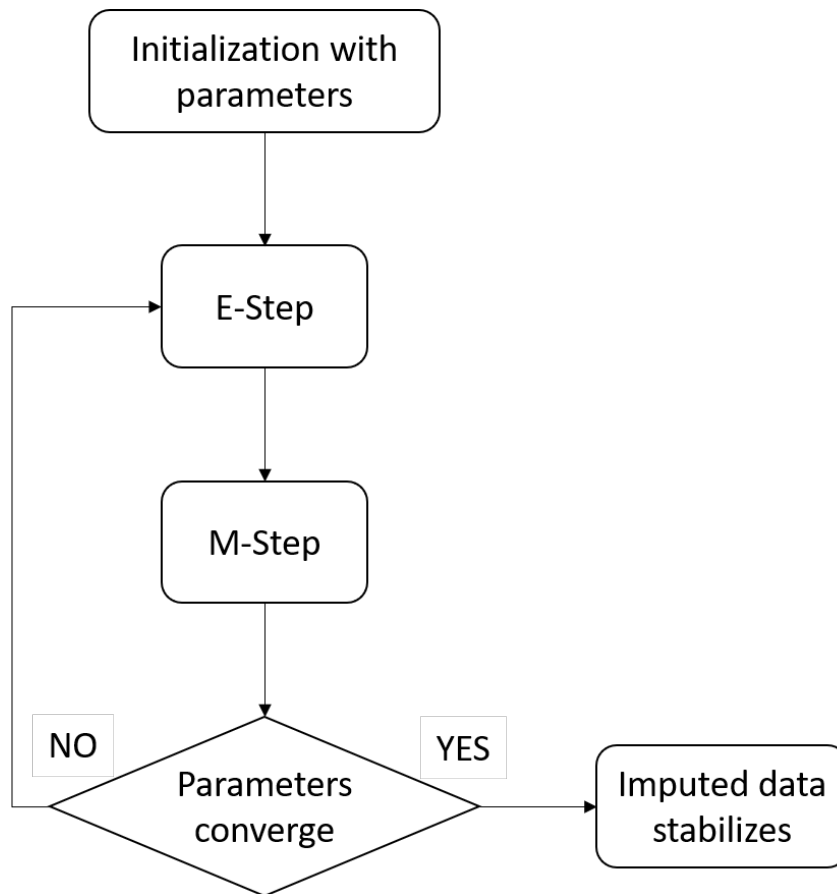 Initialization with
parameters
E-Step
M-Step
NO
YES
Parameters
converge
Imputed data
stabilizes